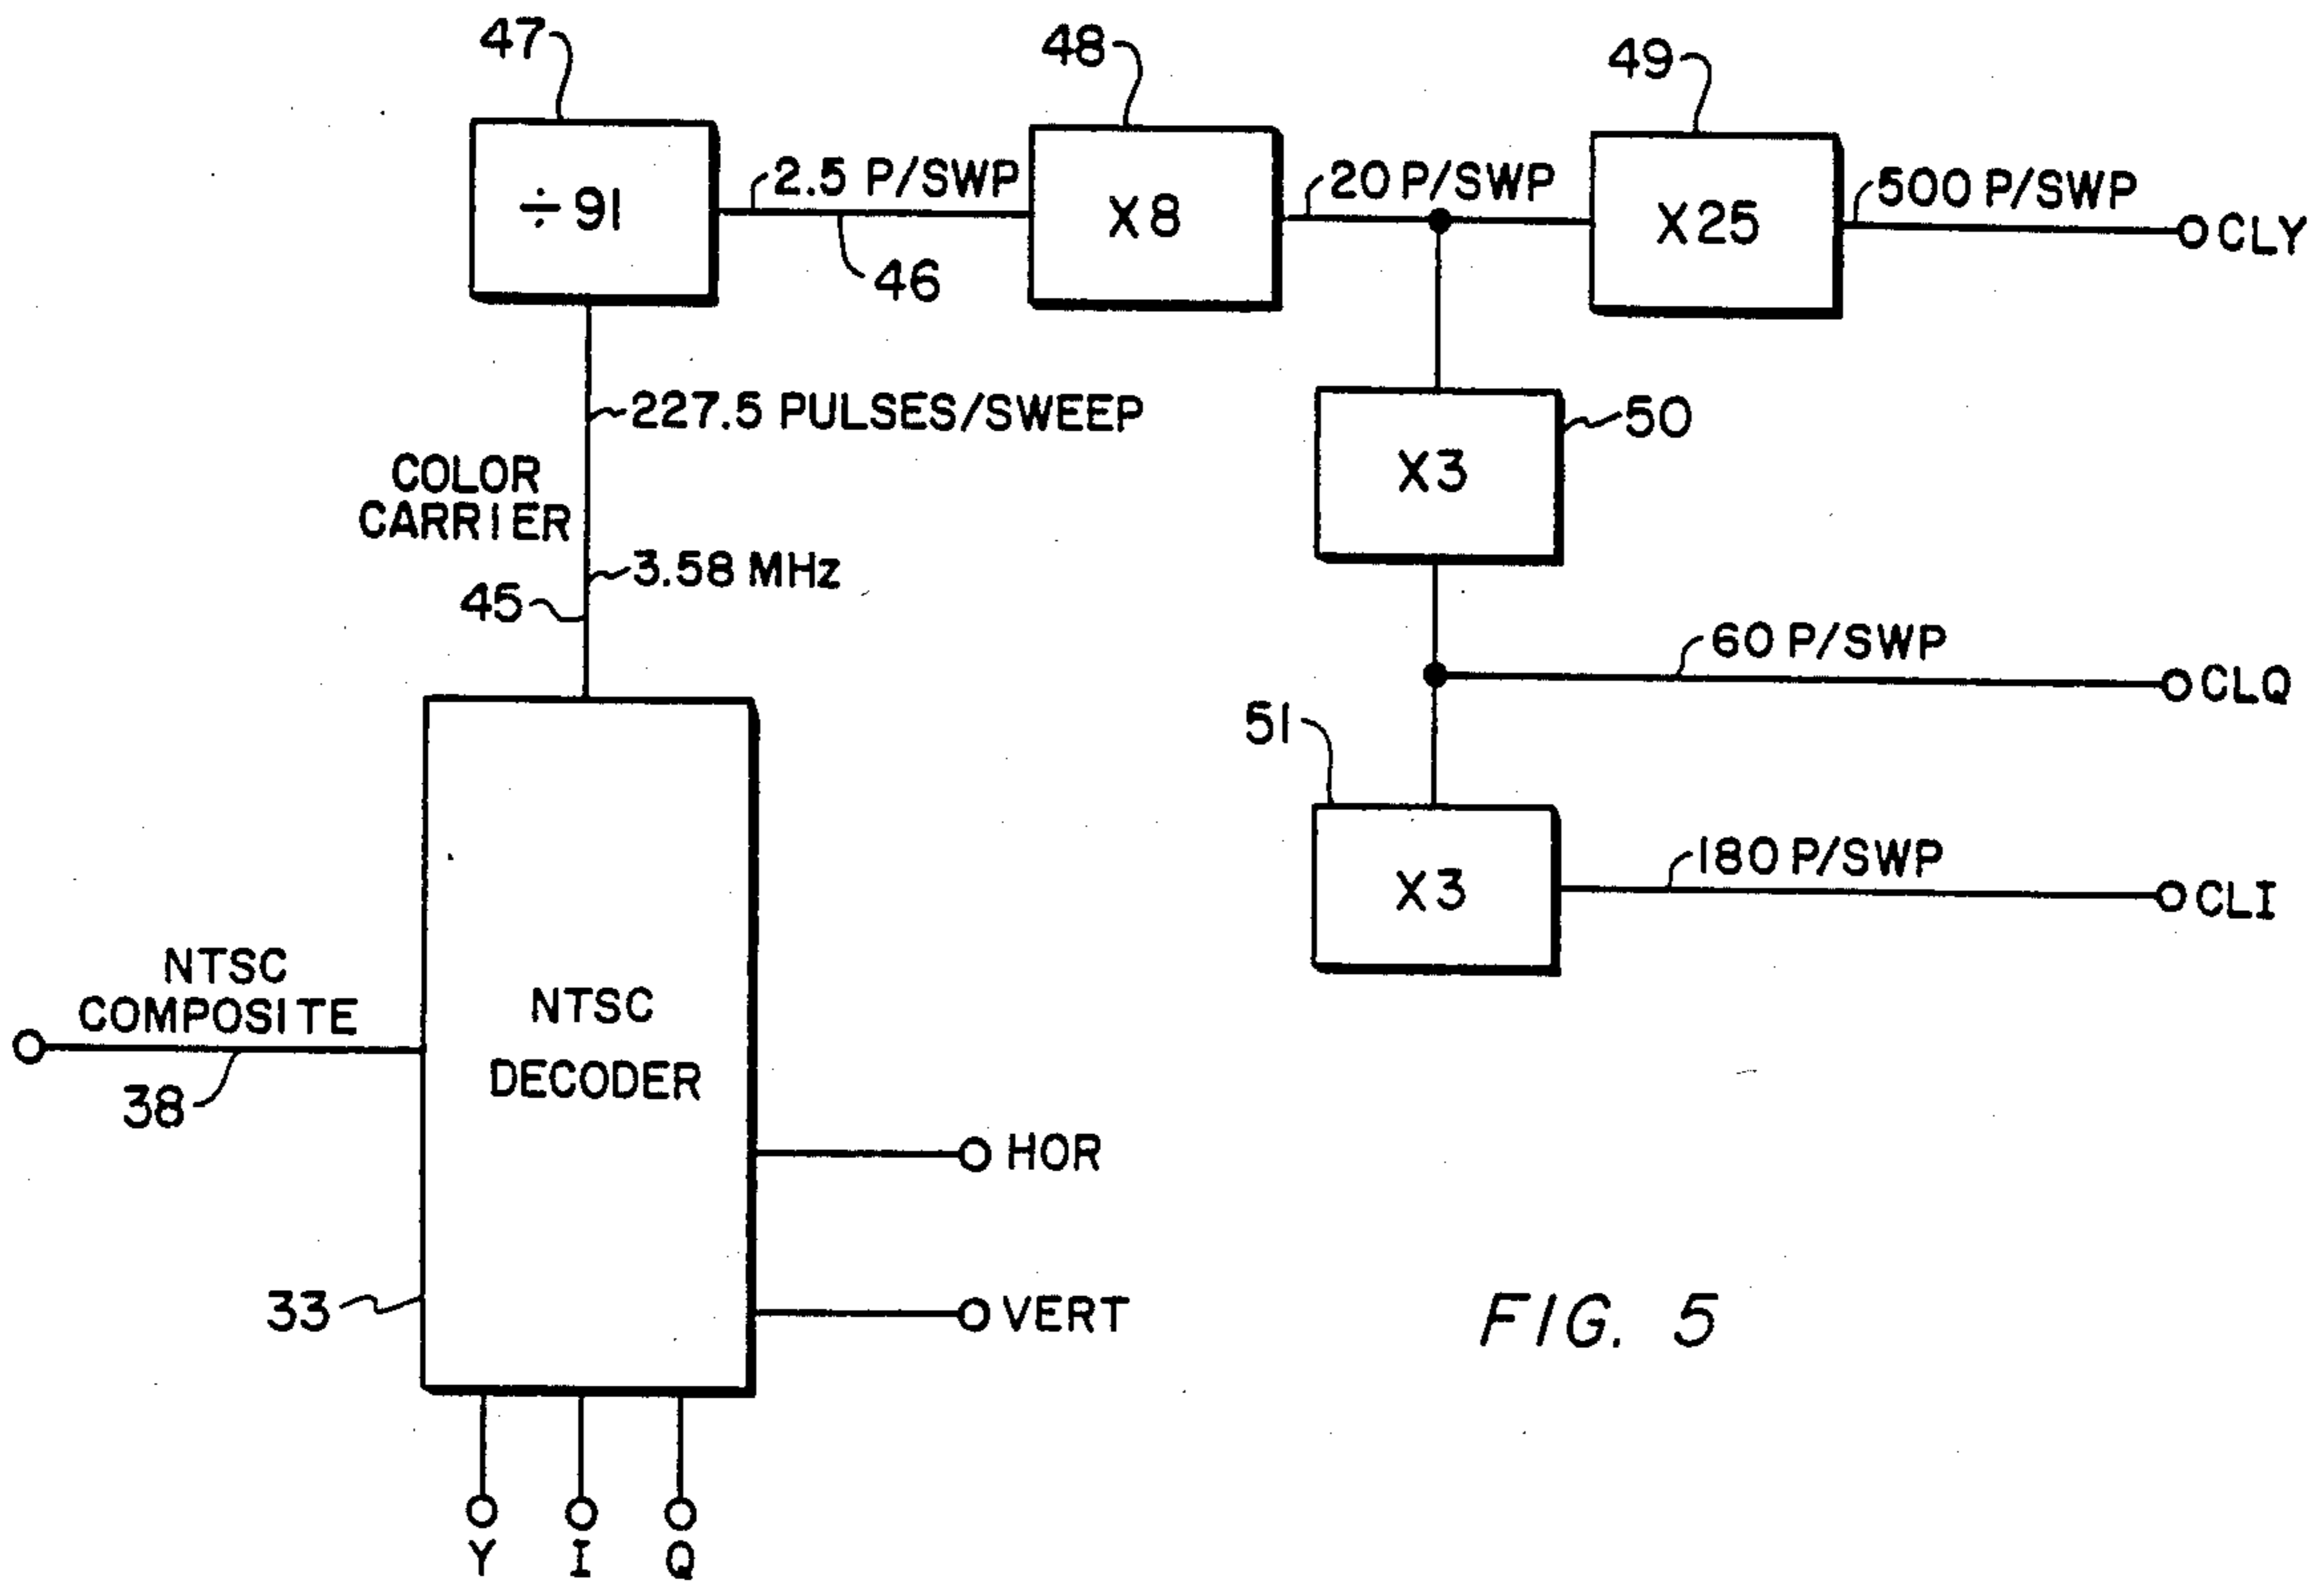 47
48
49
÷91
2.5 P/SWP
X8
20 P/SWP
X25
500 P/SWP
CLY
46
227.5 PULSES/SWEEP
50
X3
COLOR
CARRIER
3.58 MHz
45
60 P/SWP
CLQ
51
X3
180 P/SWP
CLI
NTSC
COMPOSITE
38
NTSC
DECODER
HOR
33
VERT
Y I Q
FIG. 5